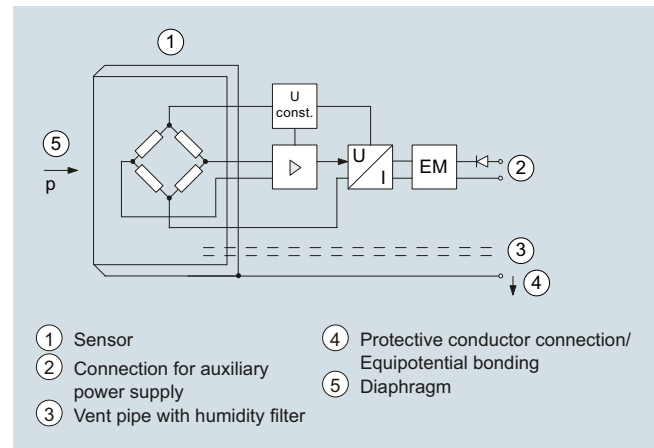 1
5
p
U
const.
U
I
EM
2
3
4
1 Sensor
2 Connection for auxiliary
power supply
3 Vent pipe with humidity filter
4 Protective conductor connection/
Equipotential bonding
5 Diaphragm